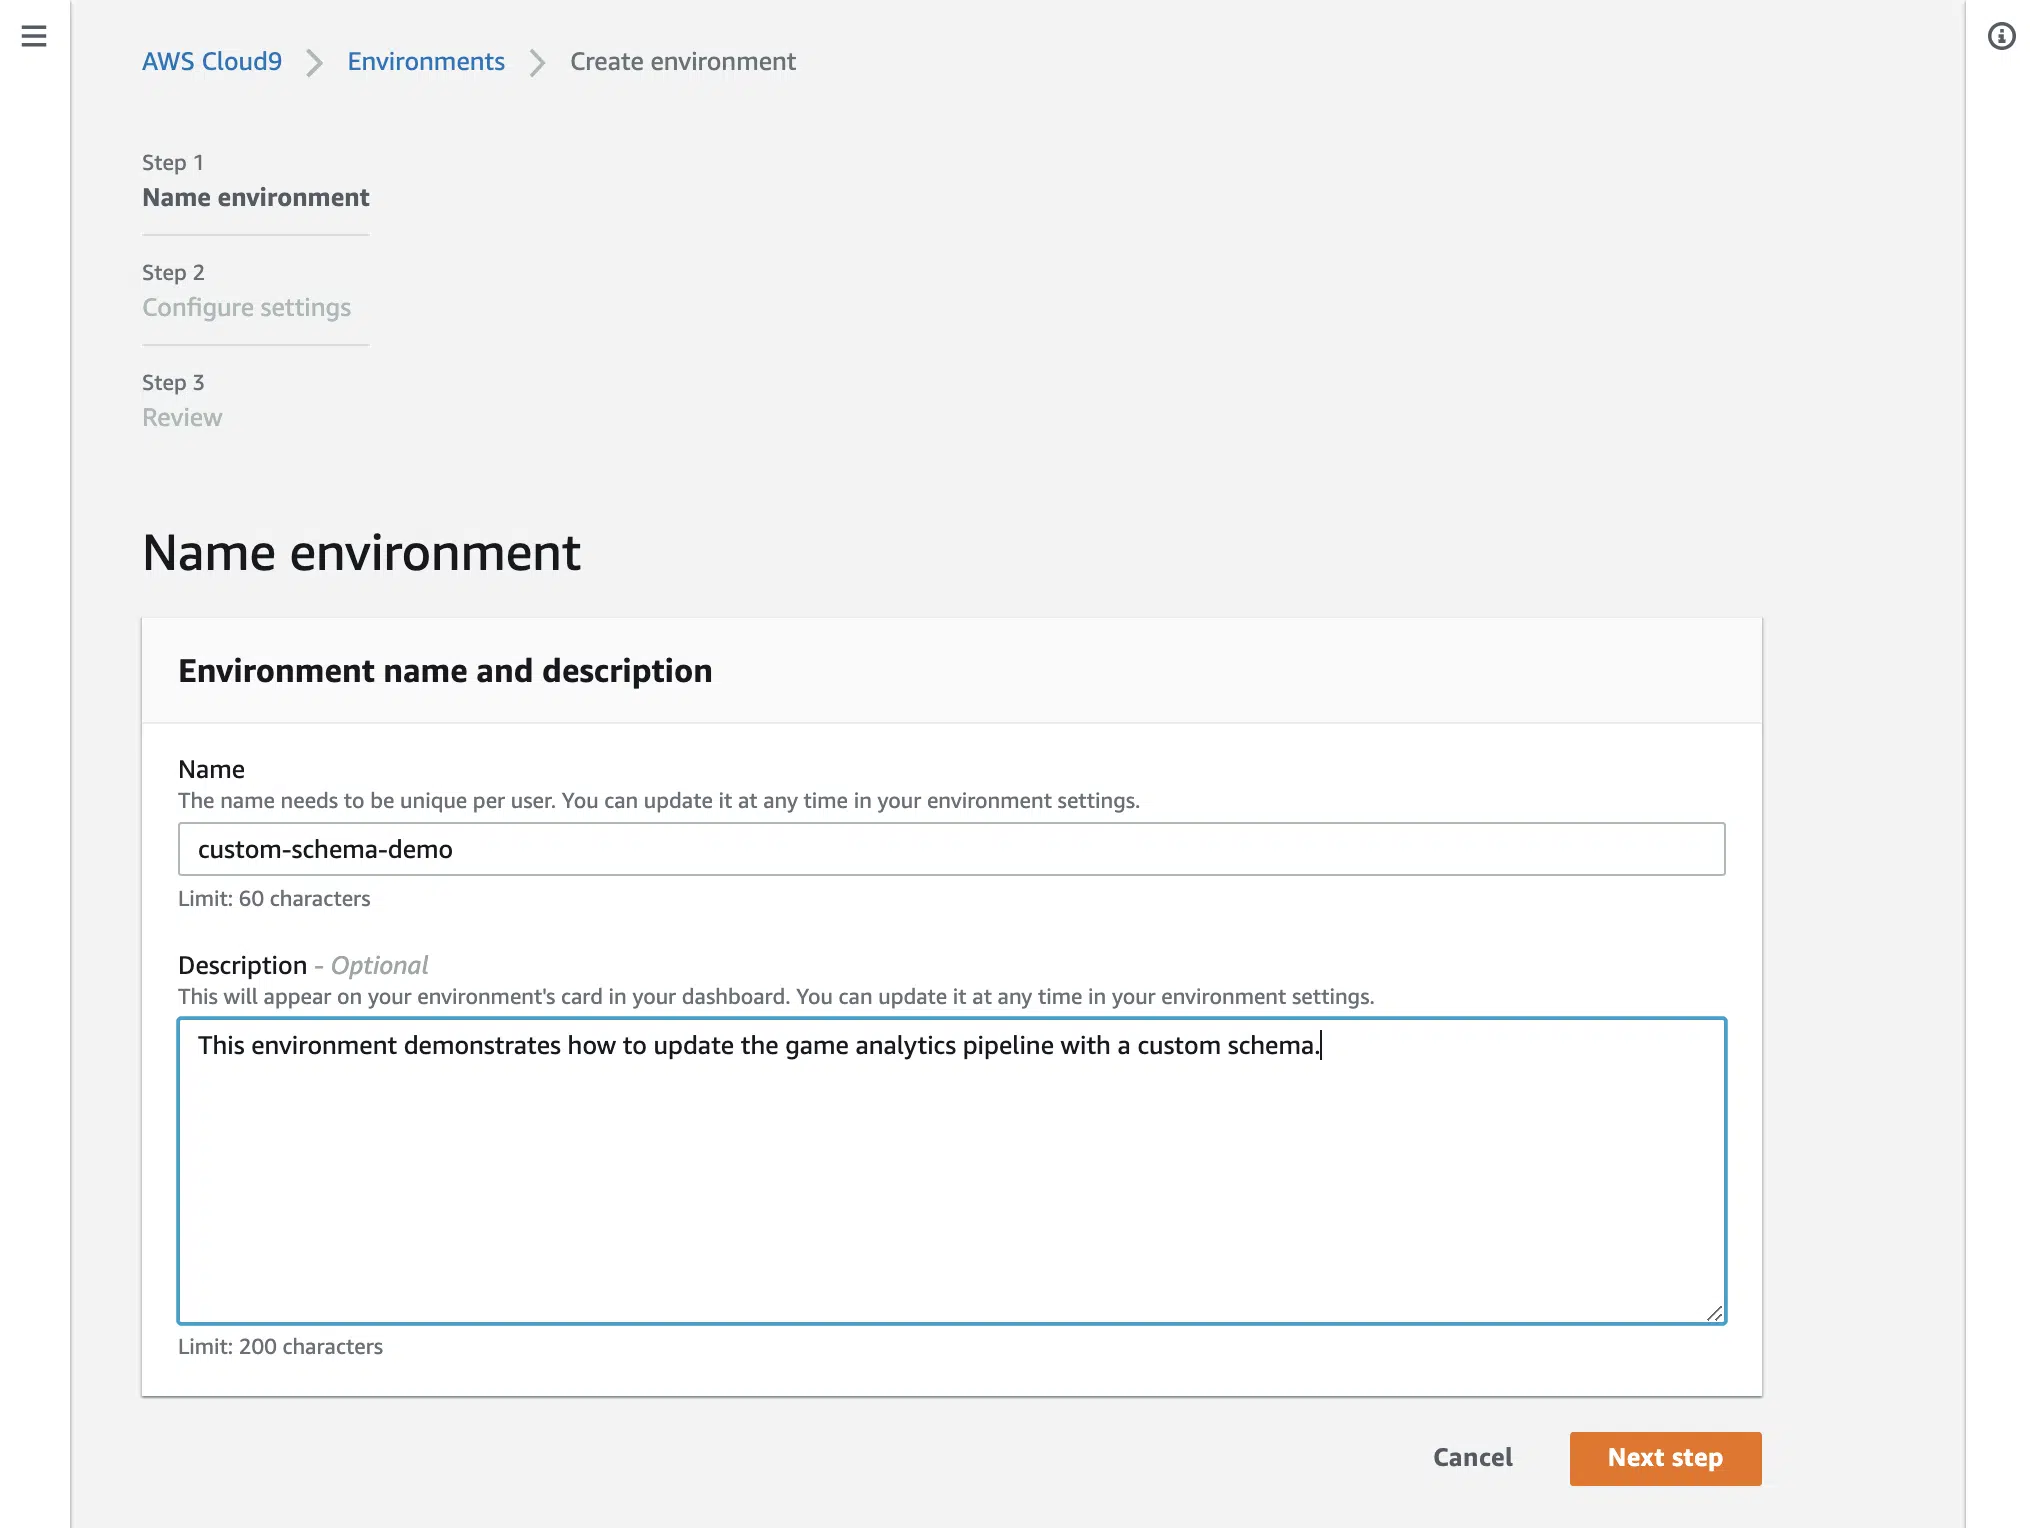 AWS Cloud9 Environments Create environment
Step 1
Name environment
Step 2
Configure settings
Step 3
Review
Name environment
Environment name and description
Name
The name needs to be unique per user. You can update it at any time in your environment settings.
custom-schema-demo
Limit: 60 characters
Description - Optional
This will appear on your environment's card in your dashboard. You can update it at any time in your environment settings.
This environment demonstrates how to update the game analytics pipeline with a custom schema.
Limit: 200 characters
Cancel Next step